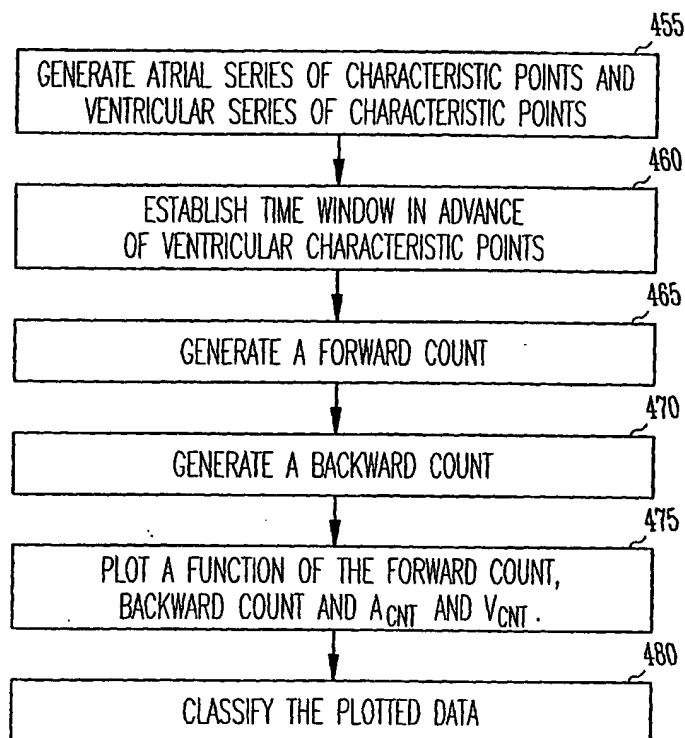 455
GENERATE ATRIAL SERIES OF CHARACTERISTIC POINTS AND
VENTRICULAR SERIES OF CHARACTERISTIC POINTS
460
ESTABLISH TIME WINDOW IN ADVANCE
OF VENTRICULAR CHARACTERISTIC POINTS
465
GENERATE A FORWARD COUNT
470
GENERATE A BACKWARD COUNT
475
PLOT A FUNCTION OF THE FORWARD COUNT,
BACKWARD COUNT AND ACNT AND VCNT.
480
CLASSIFY THE PLOTTED DATA